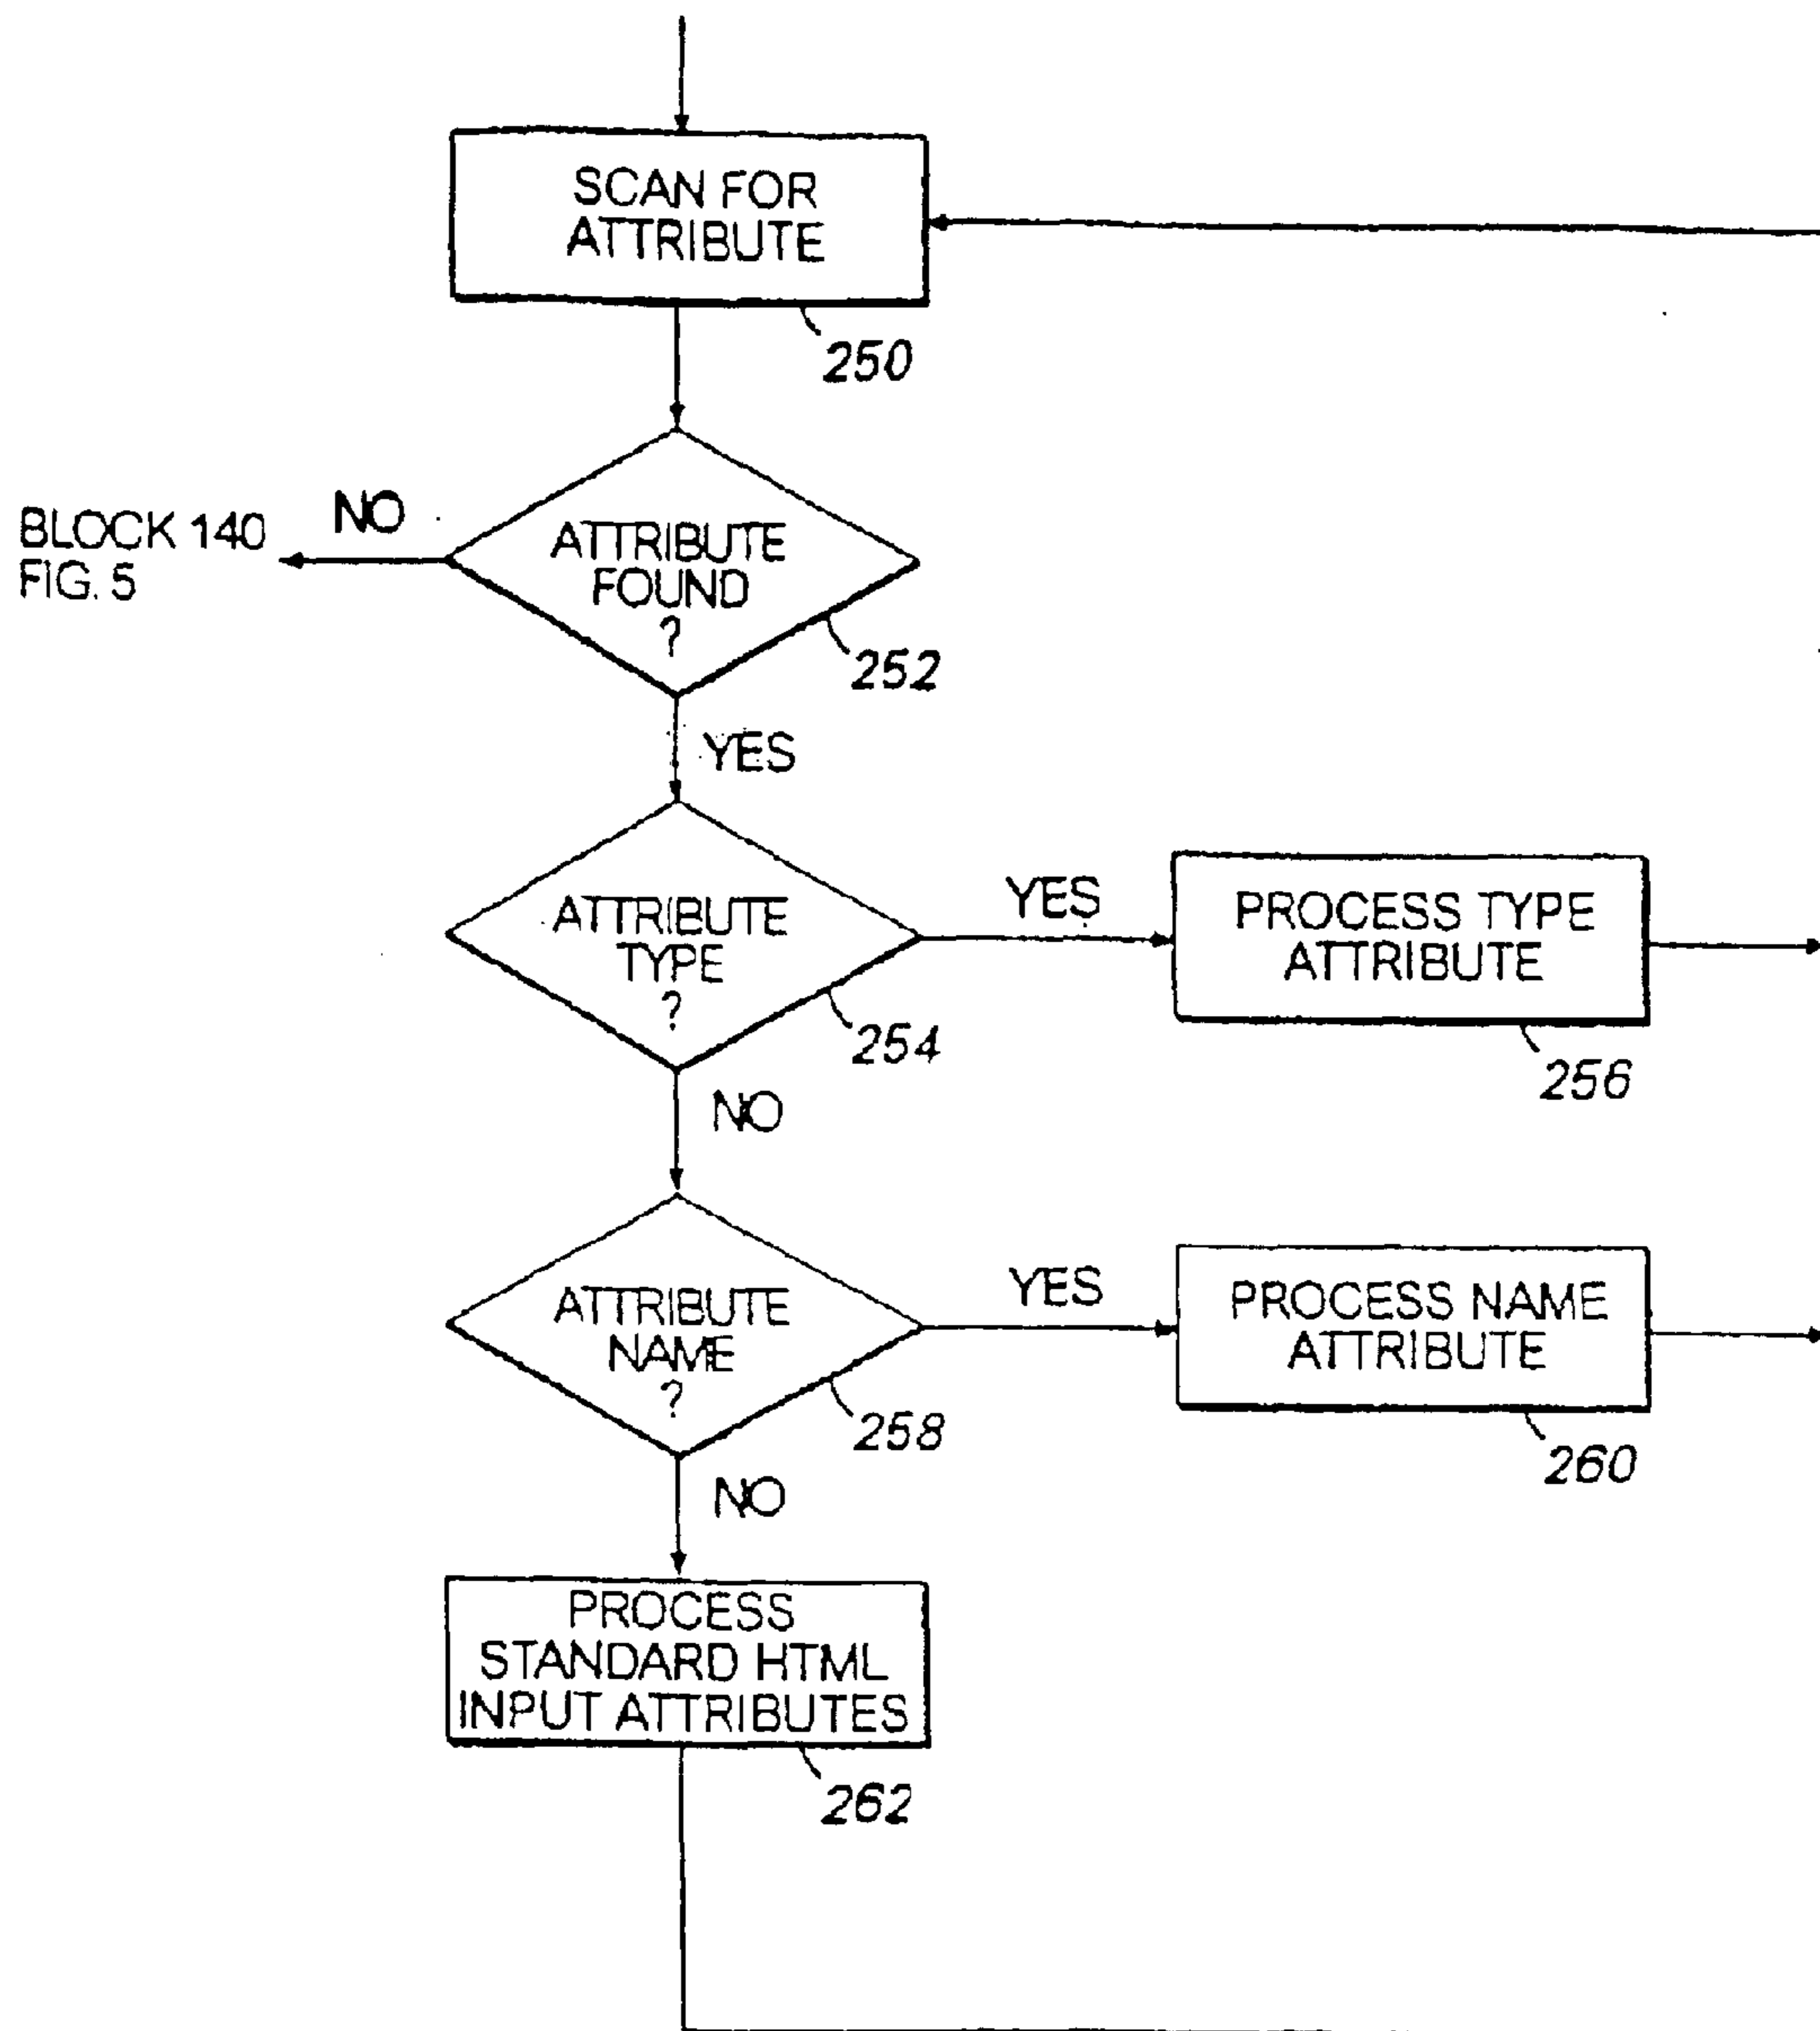 SCAN FOR
ATTRIBUTE
250
BLOCK 140
FIG. 5
NO
ATTRIBUTE
FOUND
?
252
YES
ATTRIBUTE
TYPE
?
254
YES
PROCESS TYPE
ATTRIBUTE
256
NO
ATTRIBUTE
NAME
?
258
YES
PROCESS NAME
ATTRIBUTE
260
NO
PROCESS
STANDARD HTML
INPUT ATTRIBUTES
262